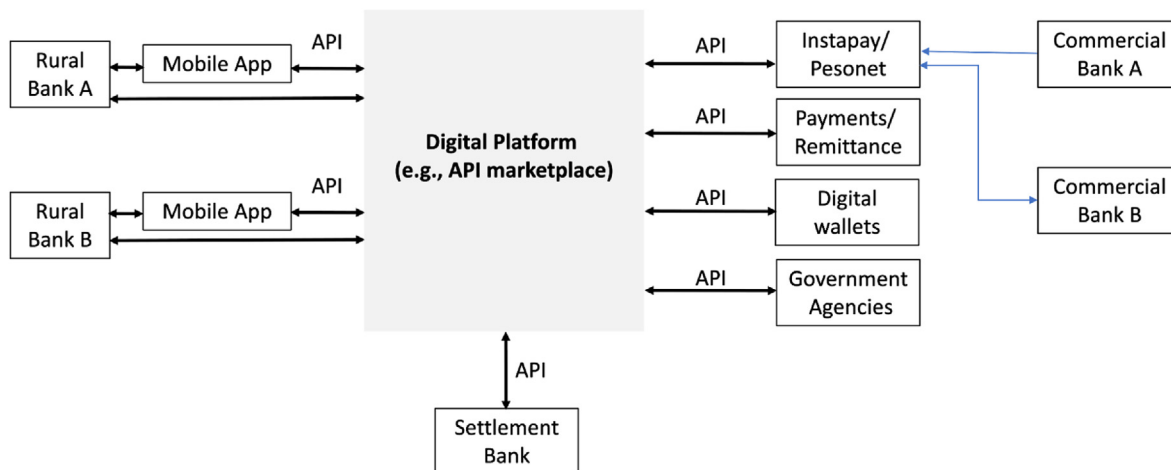 Rural
Bank A
Mobile App
API
Rural
Bank B
Mobile App
API
Digital Platform
(e.g., API marketplace)
API
Settlement
Bank
API
Instapay/
Pesonet
API
Payments/
Remittance
API
Digital
wallets
API
Government
Agencies
Commercial
Bank A
Commercial
Bank B